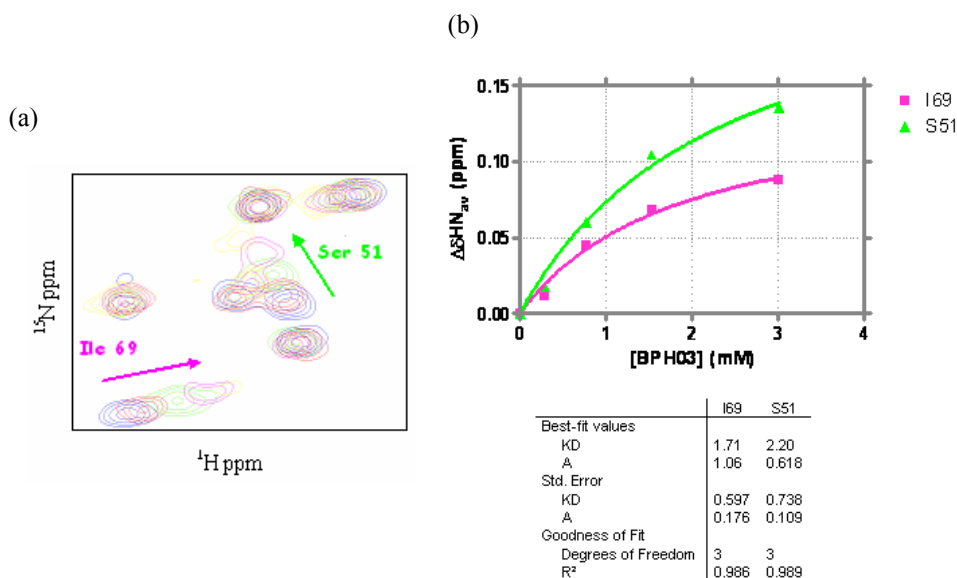 (a)
Ser 51
Ile 69
15N ppm
1H ppm
(b)
0.15
0.10
0.05
0.00
ΔδHNav (ppm)
0 1 2 3 4
[BPH03] (mM)
I69
S51
I69 S51
Best-fit values
KD 1.71 2.20
A 1.06 0.618
Std. Error
KD 0.597 0.738
A 0.176 0.109
Goodness of Fit
Degrees of Freedom 3 3
R² 0.986 0.989